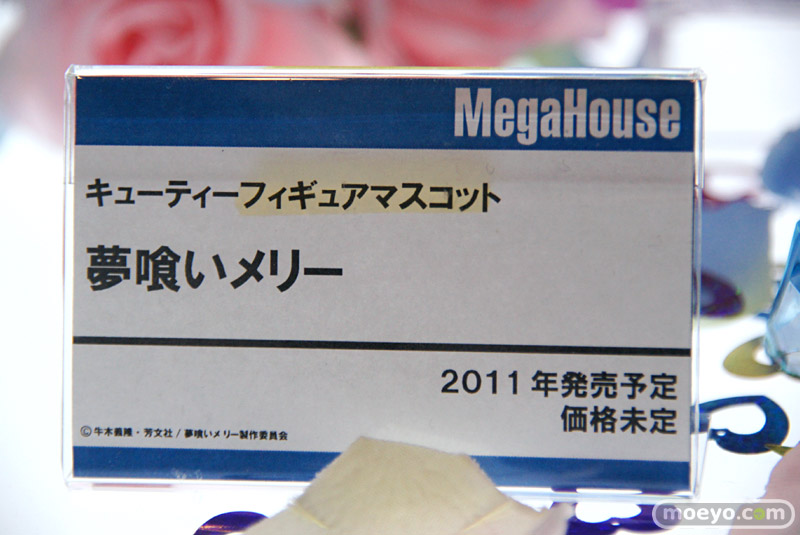 MegaHouse
キューティーフィギュアマスコット
夢喰いメリー
2011年発売予定
価格未定
©牛木義隆・芳文社/夢喰いメリー製作委員会
moeyo.com